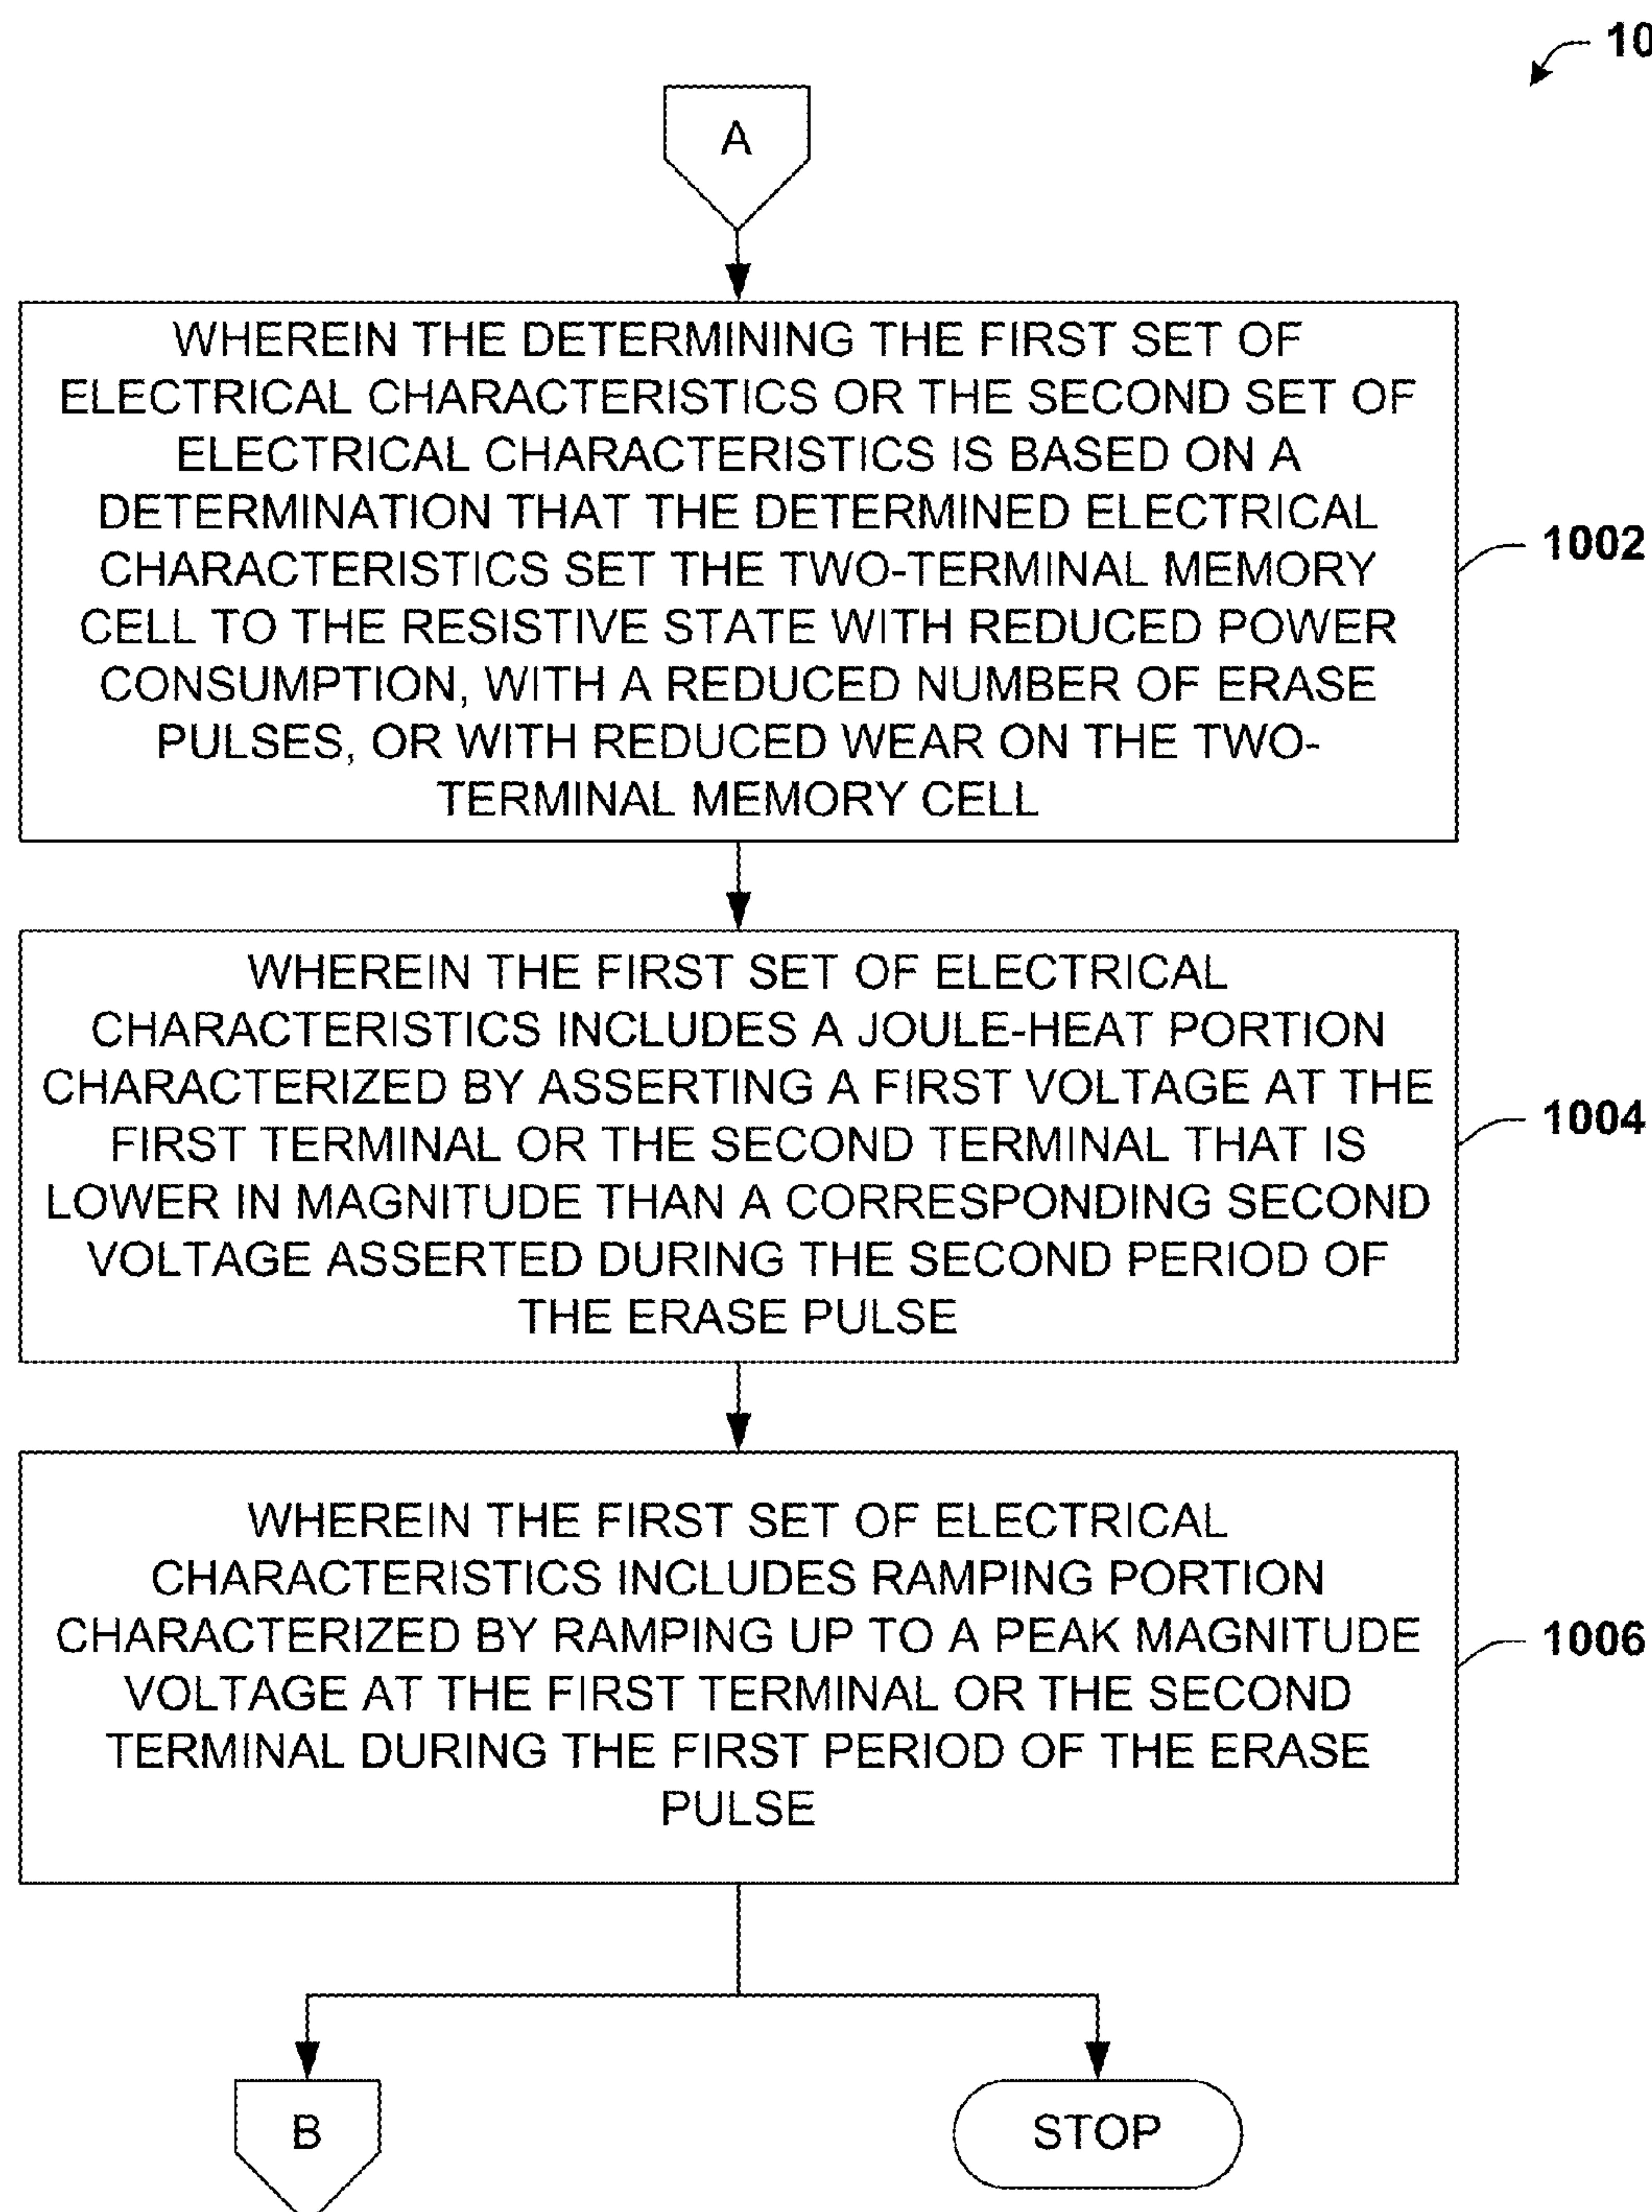 10
A
WHEREIN THE DETERMINING THE FIRST SET OF
ELECTRICAL CHARACTERISTICS OR THE SECOND SET OF
ELECTRICAL CHARACTERISTICS IS BASED ON A
DETERMINATION THAT THE DETERMINED ELECTRICAL
CHARACTERISTICS SET THE TWO-TERMINAL MEMORY
CELL TO THE RESISTIVE STATE WITH REDUCED POWER
CONSUMPTION, WITH A REDUCED NUMBER OF ERASE
PULSES, OR WITH REDUCED WEAR ON THE TWO-
TERMINAL MEMORY CELL
1002
WHEREIN THE FIRST SET OF ELECTRICAL
CHARACTERISTICS INCLUDES A JOULE-HEAT PORTION
CHARACTERIZED BY ASSERTING A FIRST VOLTAGE AT THE
FIRST TERMINAL OR THE SECOND TERMINAL THAT IS
LOWER IN MAGNITUDE THAN A CORRESPONDING SECOND
VOLTAGE ASSERTED DURING THE SECOND PERIOD OF
THE ERASE PULSE
1004
WHEREIN THE FIRST SET OF ELECTRICAL
CHARACTERISTICS INCLUDES RAMPING PORTION
CHARACTERIZED BY RAMPING UP TO A PEAK MAGNITUDE
VOLTAGE AT THE FIRST TERMINAL OR THE SECOND
TERMINAL DURING THE FIRST PERIOD OF THE ERASE
PULSE
1006
B
STOP